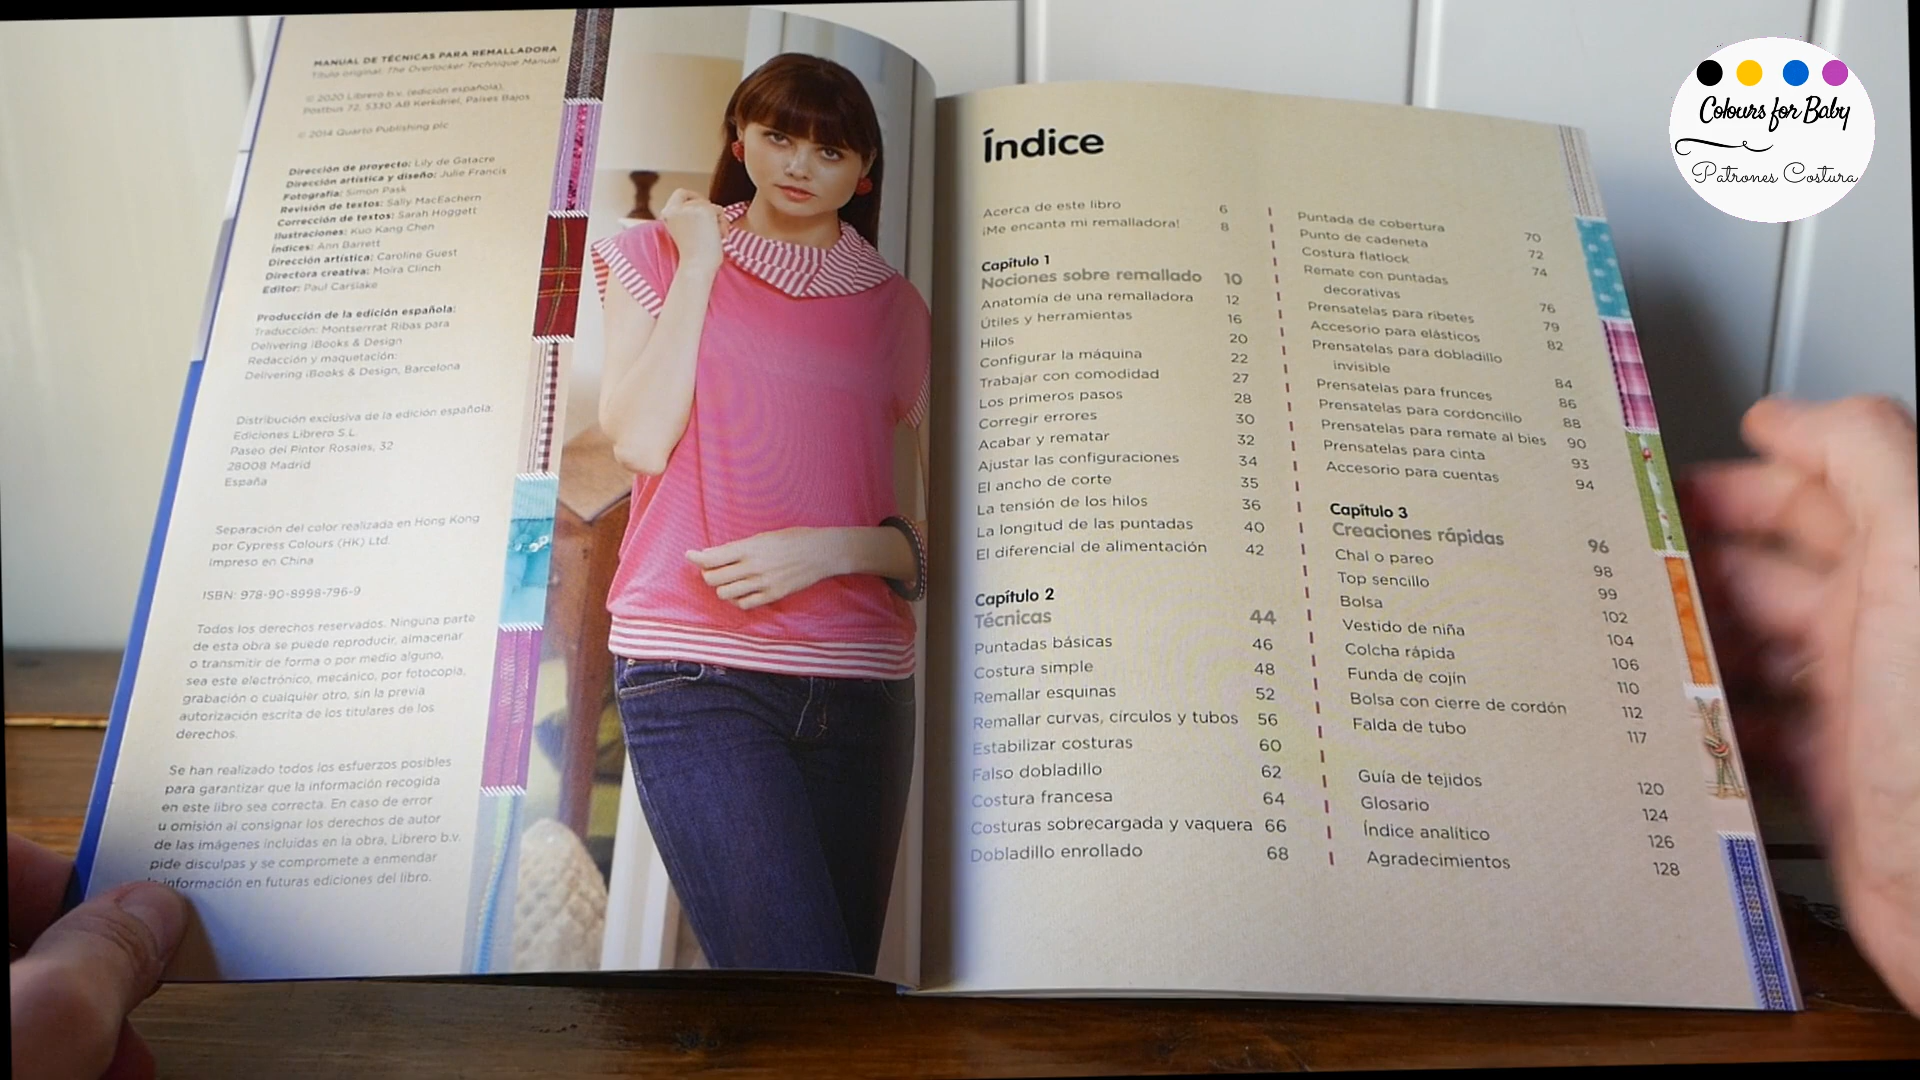 MANUAL DE TÉCNICAS PARA REMALLADORA
Título original: The Overlocker Technique Manual
© 2020 Librero b.v. (edición española),
Postbus 72, 5330 AB Kerkdriel, Países Bajos
© 2014 Quarto Publishing plc
Dirección de proyecto: Lily de Gatacre
Dirección artística y diseño: Julie Francis
Fotografía: Simon Pask
Revisión de textos: Sally MacEachern
Corrección de textos: Sarah Hoggett
Ilustraciones: Kuo Kang Chen
Índices: Ann Barrett
Dirección artística: Caroline Guest
Directora creativa: Moira Clinch
Editor: Paul Carslake
Producción de la edición española:
Traducción: Montserrrat Ribas para
Delivering iBooks & Design
Redacción y maquetación:
Delivering iBooks & Design, Barcelona
Distribución exclusiva de la edición española:
Ediciones Librero S.L.
Paseo del Pintor Rosales, 32
28008 Madrid
España
Separación del color realizada en Hong Kong
por Cypress Colours (HK) Ltd.
Impreso en China
ISBN: 978-90-8998-796-9
Todos los derechos reservados. Ninguna parte
de esta obra se puede reproducir, almacenar
o transmitir de forma o por medio alguno,
sea este electrónico, mecánico, por fotocopia,
grabación o cualquier otro, sin la previa
autorización escrita de los titulares de los
derechos.
Se han realizado todos los esfuerzos posibles
para garantizar que la información recogida
en este libro sea correcta. En caso de error
u omisión al consignar los derechos de autor
de las imágenes incluidas en la obra, Librero b.v.
pide disculpas y se compromete a enmendar
la información en futuras ediciones del libro.
Índice
Acerca de este libro 6
¡Me encanta mi remalladora! 8
Capítulo 1
Nociones sobre remallado 10
Anatomía de una remalladora 12
Útiles y herramientas 16
Hilos 20
Configurar la máquina 22
Trabajar con comodidad 27
Los primeros pasos 28
Corregir errores 30
Acabar y rematar 32
Ajustar las configuraciones 34
El ancho de corte 35
La tensión de los hilos 36
La longitud de las puntadas 40
El diferencial de alimentación 42
Capítulo 2
Técnicas 44
Puntadas básicas 46
Costura simple 48
Remallar esquinas 52
Remallar curvas, círculos y tubos 56
Estabilizar costuras 60
Falso dobladillo 62
Costura francesa 64
Costuras sobrecargada y vaquera 66
Dobladillo enrollado 68
Puntada de cobertura 70
Punto de cadeneta 72
Costura flatlock 74
Remate con puntadas
decorativas 76
Prensatelas para ribetes 79
Accesorio para elásticos 82
Prensatelas para dobladillo
invisible 84
Prensatelas para frunces 86
Prensatelas para cordoncillo 88
Prensatelas para remate al bies 90
Prensatelas para cinta 93
Accesorio para cuentas 94
Capítulo 3
Creaciones rápidas 96
Chal o pareo 98
Top sencillo 99
Bolsa 102
Vestido de niña 104
Colcha rápida 106
Funda de cojín 110
Bolsa con cierre de cordón 112
Falda de tubo 117
Guía de tejidos 120
Glosario 124
Índice analítico 126
Agradecimientos 128
Colours for Baby
Patrones Costura